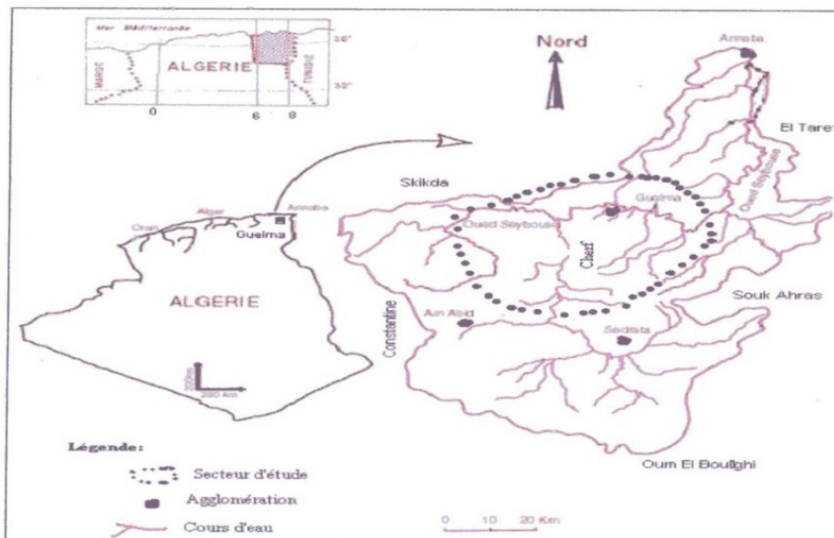 Mer Méditerranée
MAROC
ALGERIE
TUNISIE
36°
32°
0 6 8
Nord
Annaba
El Taref
Oued Seybouse
Skikda
Guelma
Oued Seybouse
Cherf
Souk Ahras
Constantine
Ain Abid
Sedrata
Oum El Bouaghi
Oran
Alger
Annaba
Guelma
ALGERIE
280 km
Légende:
Secteur d'étude
Agglomération
Cours d'eau
0 10 20 Km